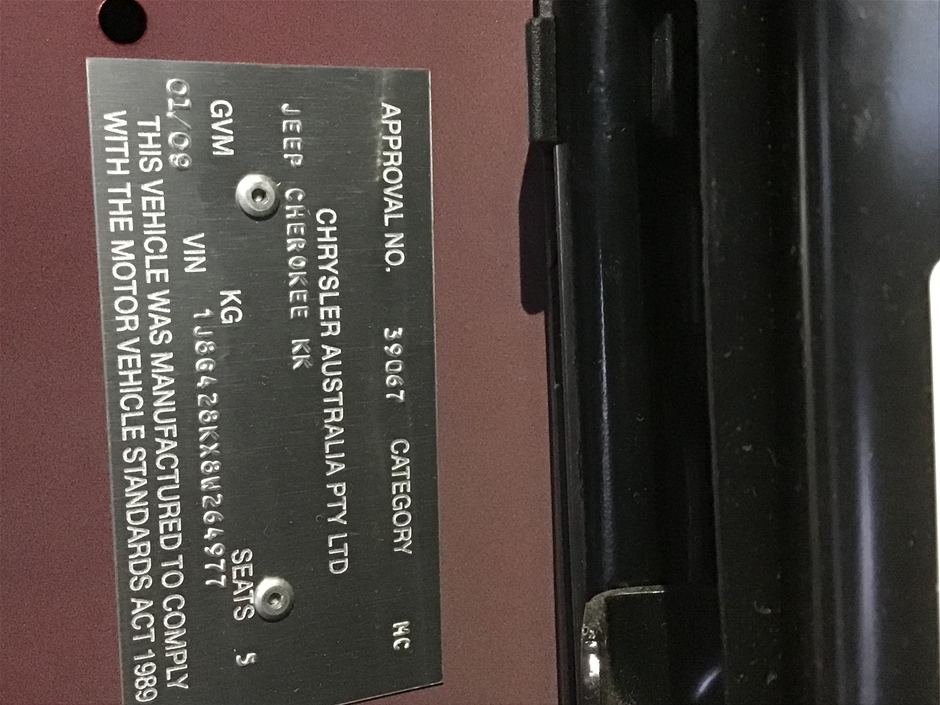 APPROVAL NO. 39067 CATEGORY MC
CHRYSLER AUSTRALIA PTY LTD
JEEP CHEROKEE KK
GVM KG SEATS 5
01/08 VIN 1J8G428KX8W264977
THIS VEHICLE WAS MANUFACTURED TO COMPLY
WITH THE MOTOR VEHICLE STANDARDS ACT 1989